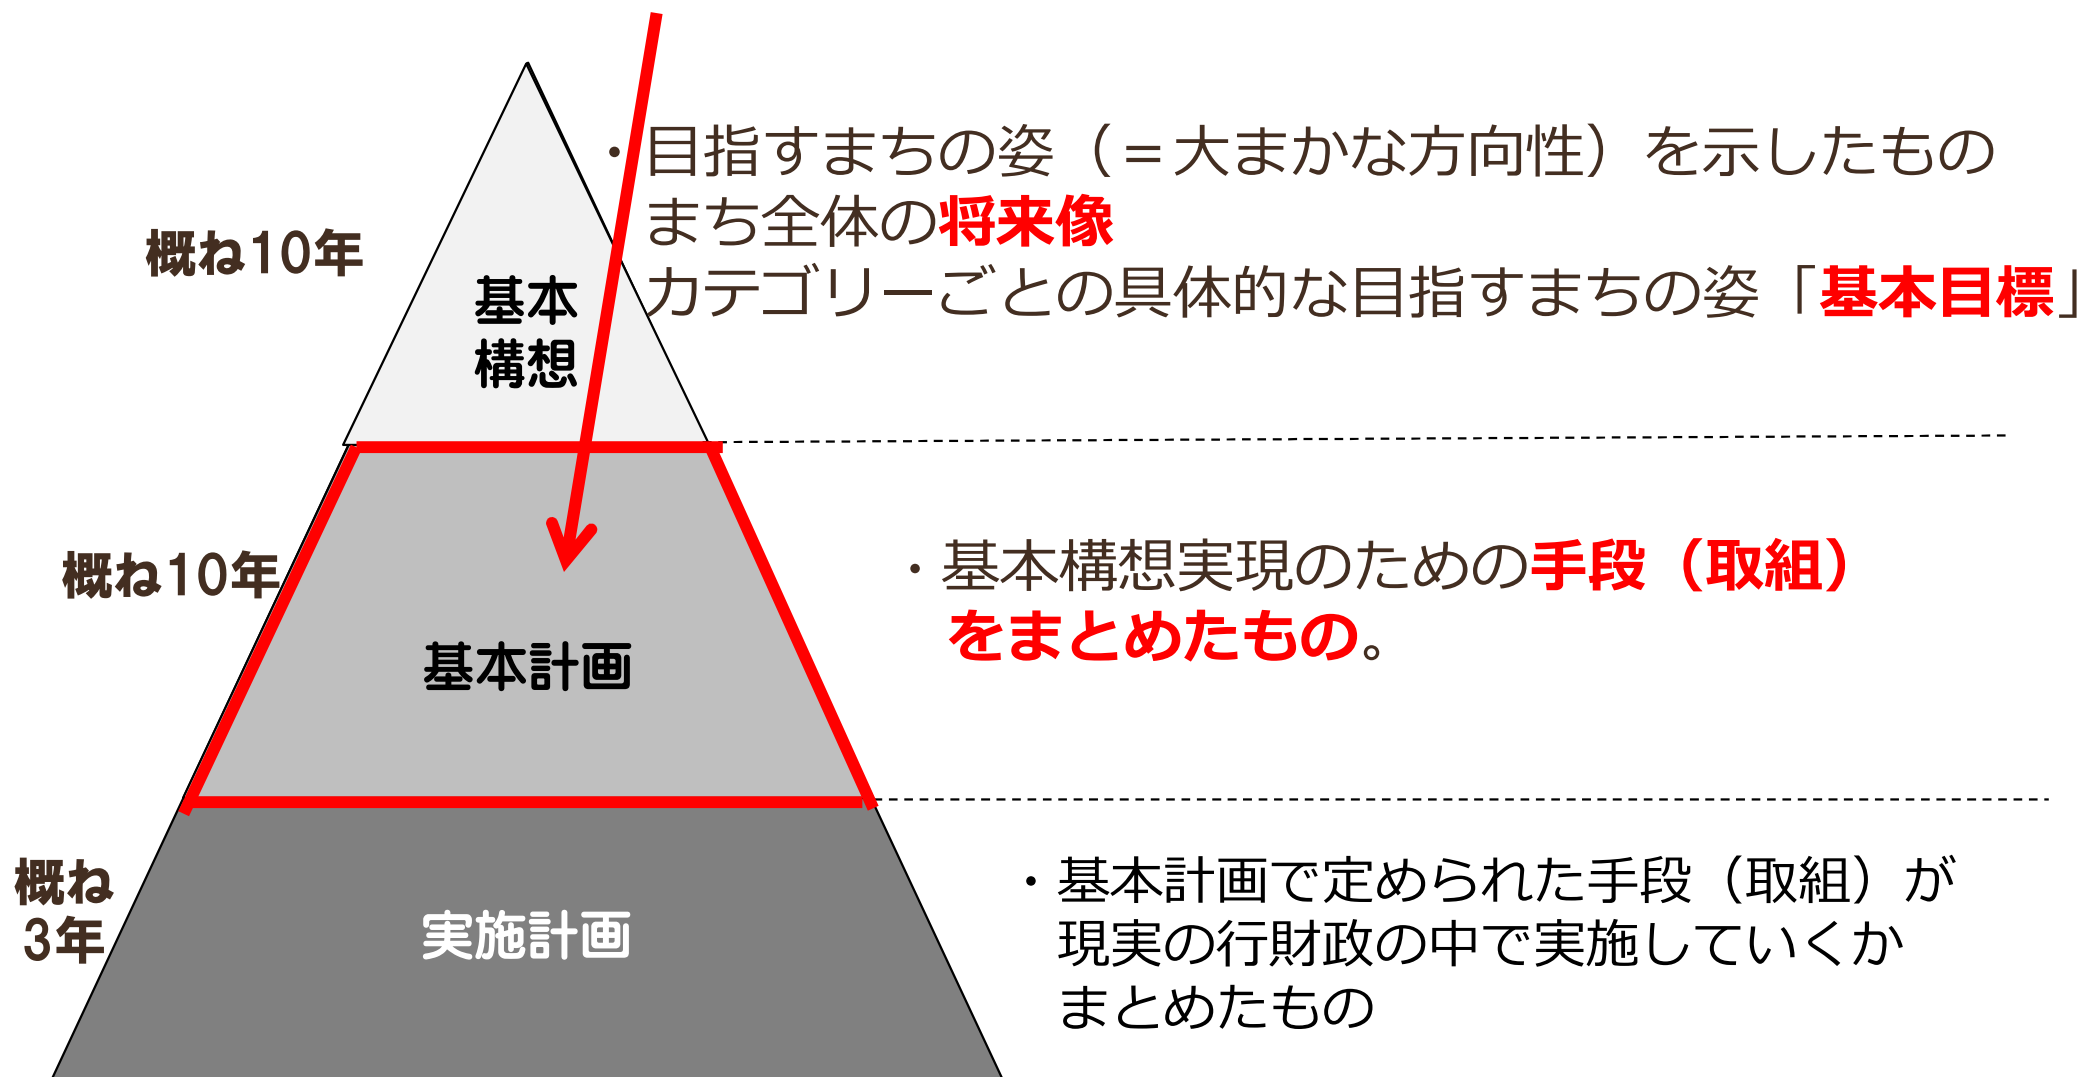 ・目指すまちの姿（＝大まかな方向性）を示したもの
まち全体の将来像
カテゴリーごとの具体的な目指すまちの姿「基本目標」
概ね10年
基本
構想
・基本構想実現のための手段（取組）
をまとめたもの。
概ね10年
基本計画
・基本計画で定められた手段（取組）が
現実の行財政の中で実施していくか
まとめたもの
概ね
3年
実施計画